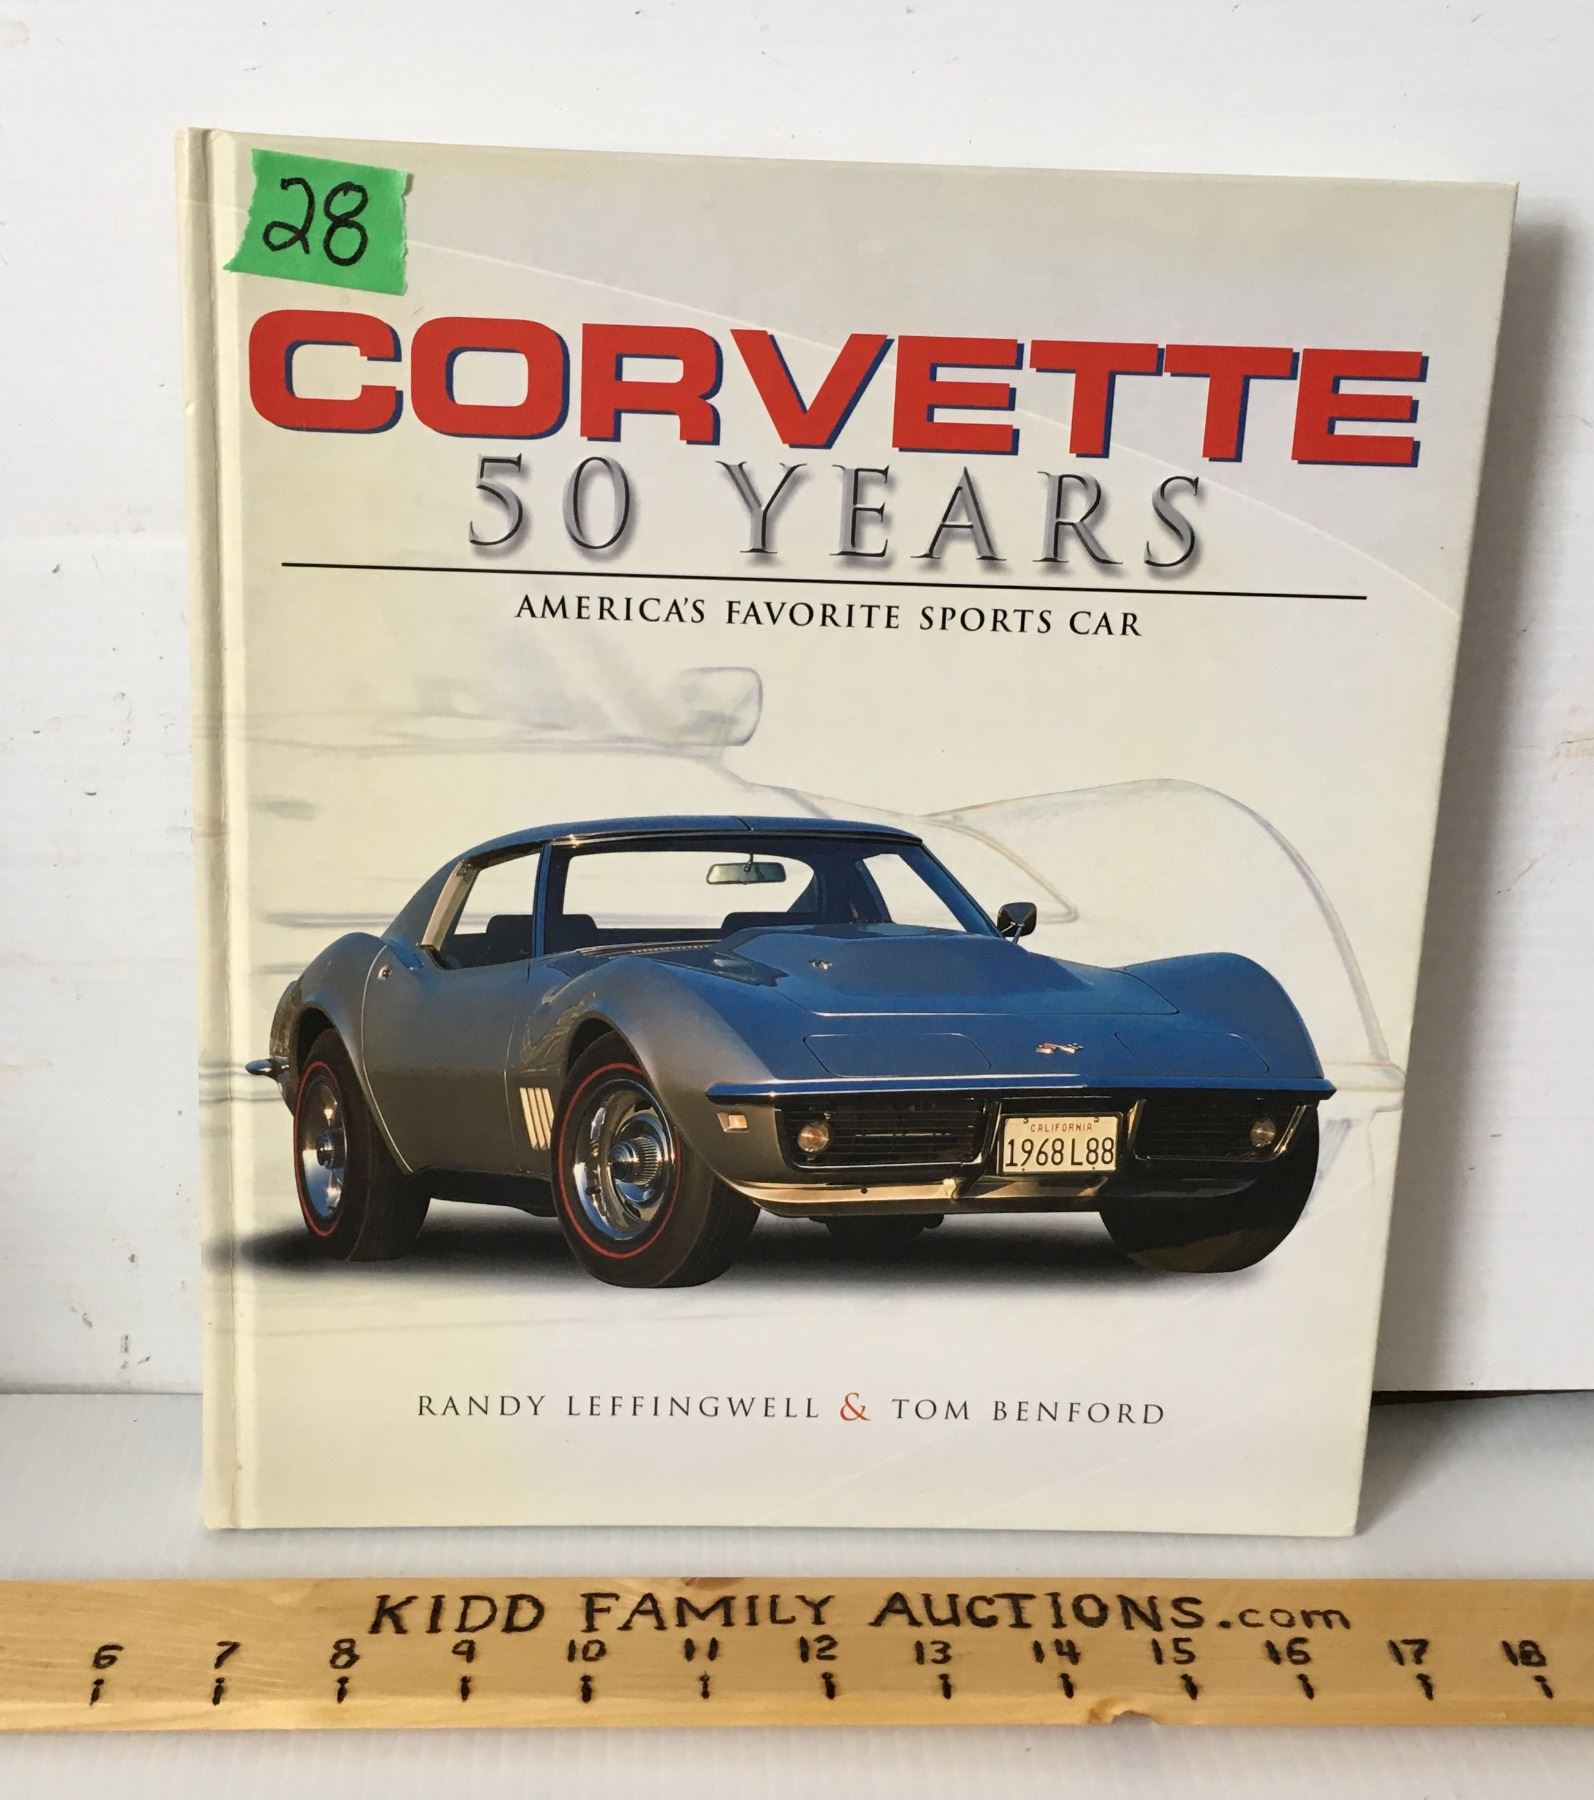 28
CORVETTE
50 YEARS
AMERICA'S FAVORITE SPORTS CAR
CALIFORNIA
1968 L88
RANDY LEFFINGWELL & TOM BENFORD
KIDD FAMILY AUCTIONS.com
6 7 8 9 10 11 12 13 14 15 16 17 18